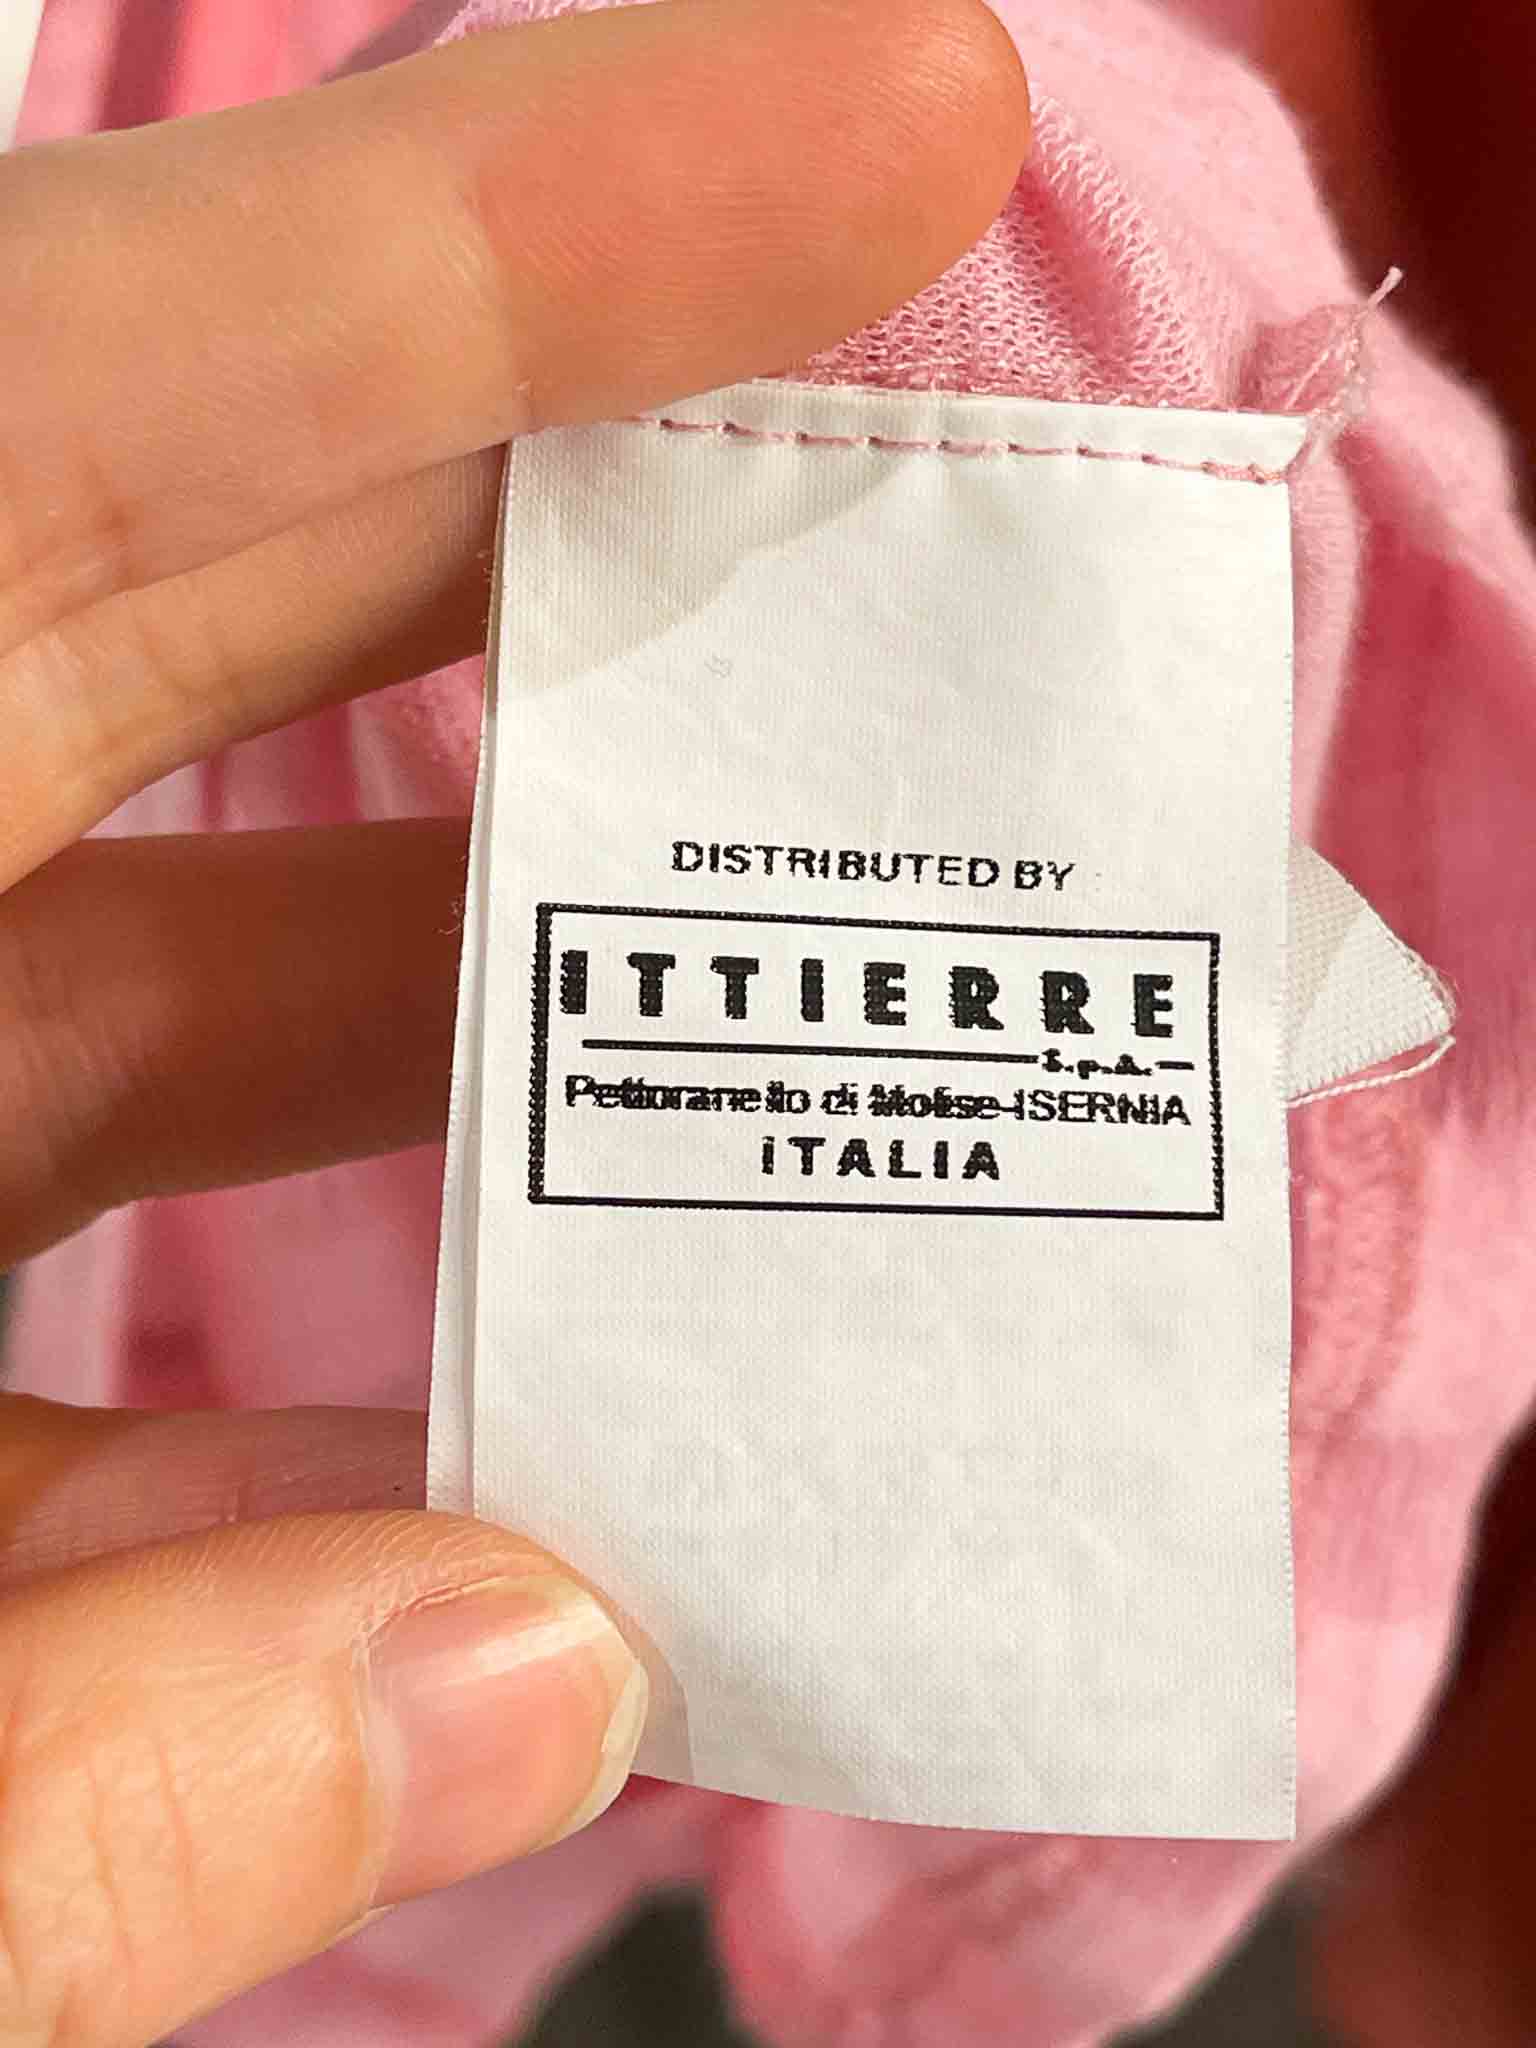 DISTRIBUTED BY
ITTIERRE
S.p.A.
Pettoranello di Molise-ISERNIA
ITALIA